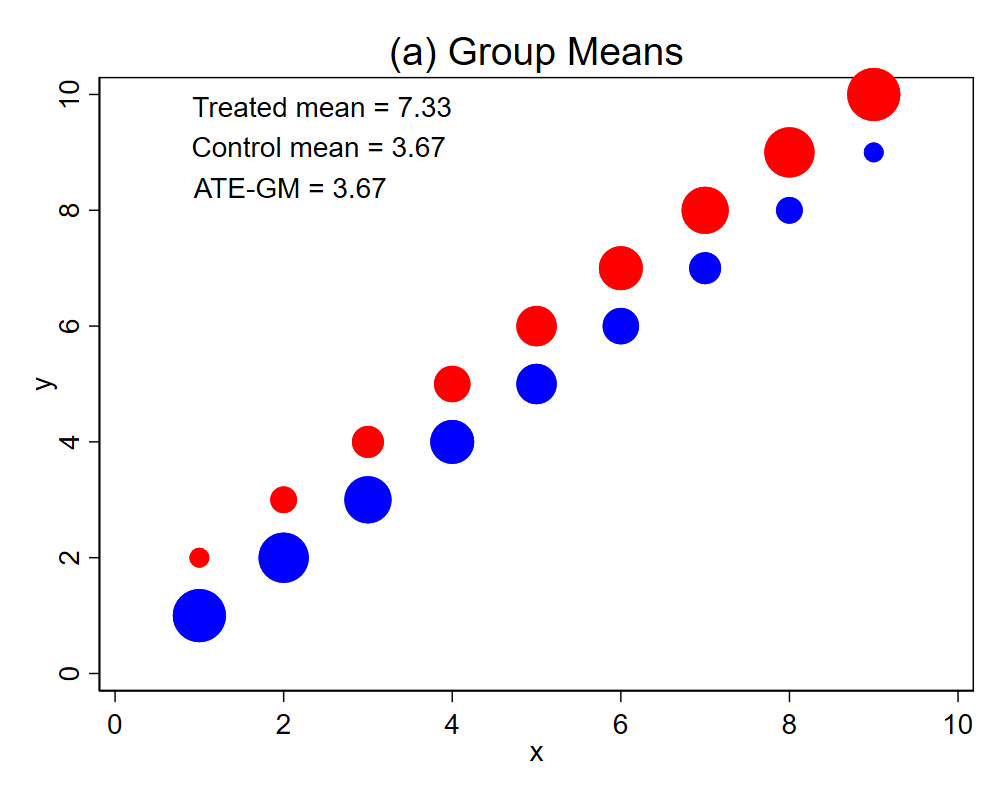 (a) Group Means
Treated mean = 7.33
Control mean = 3.67
ATE-GM = 3.67
10
8
6
4
2
0
y
0 2 4 6 8 10
x